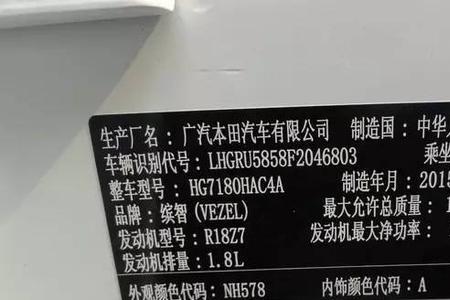 生产厂名: 广汽本田汽车有限公司 制造国: 中华
车辆识别代号: LHGRU5858F2046803 乘坐
整车型号: HG7180HAC4A 制造年月: 2015
品牌: 缤智 (VEZEL) 最大允许总质量:
发动机型号: R18Z7 发动机最大净功率:
发动机排量: 1.8L
外观颜色代码: NH578 内饰颜色代码: A